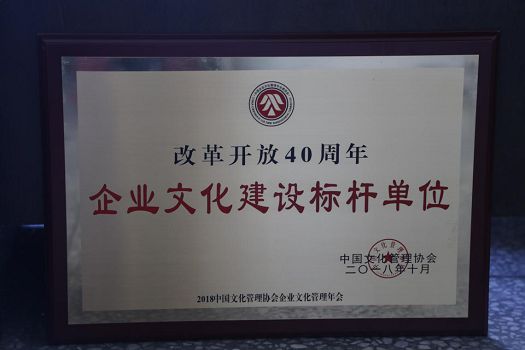 改革开放40周年
企业文化建设标杆单位
中国文化管理协会
二〇一八年十月
2018中国文化管理协会企业文化管理年会